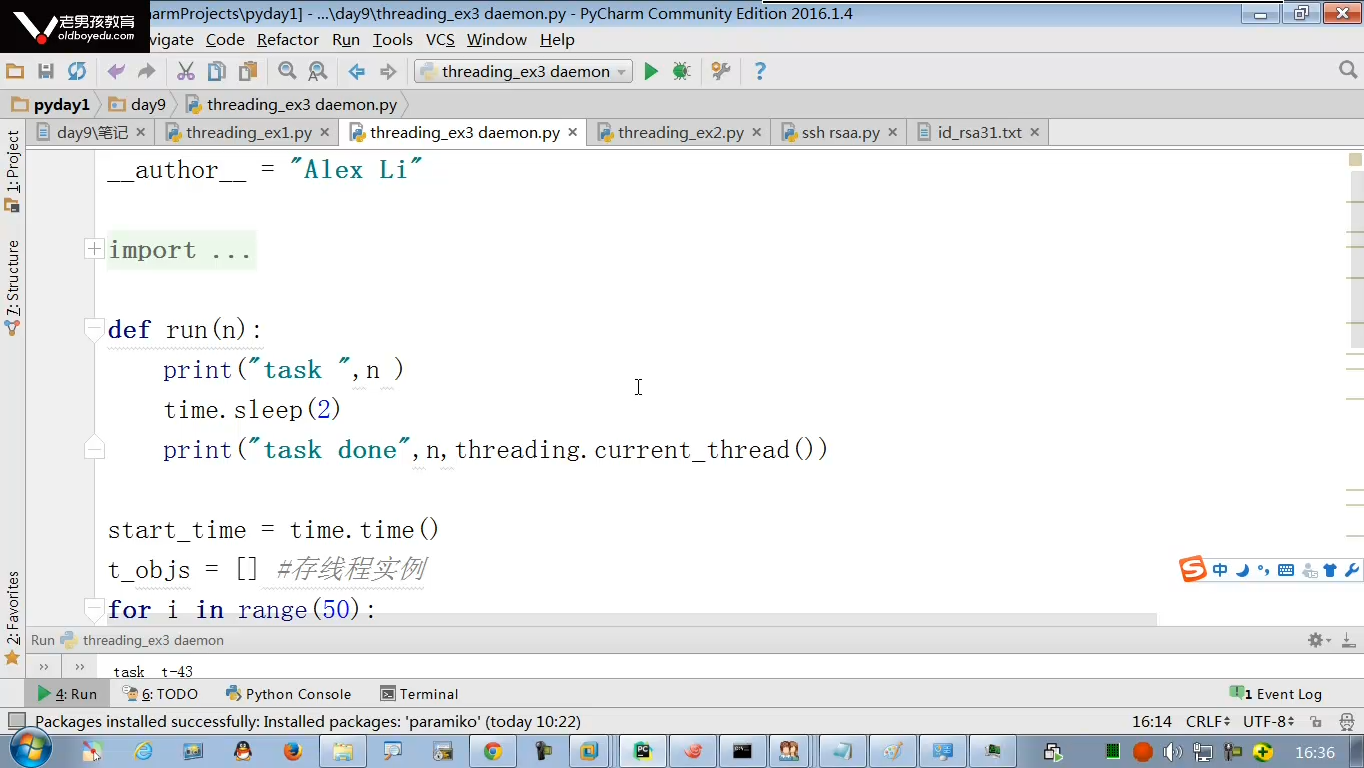 老男孩教育
oldboyedu.com
armProjects\pyday1] - ...\day9\threading_ex3 daemon.py - PyCharm Community Edition 2016.1.4
vigate Code Refactor Run Tools VCS Window Help
threading_ex3 daemon
pyday1 day9 threading_ex3 daemon.py
day9\笔记 threading_ex1.py threading_ex3 daemon.py threading_ex2.py ssh rsaa.py id_rsa31.txt
1: Project
7: Structure
2: Favorites
__author__ = "Alex Li"
import ...
def run(n):
print("task ",n )
time.sleep(2)
print("task done",n,threading.current_thread())
start_time = time.time()
t_objs = [] #存线程实例
for i in range(50):
中
Run threading_ex3 daemon
task t-43
4: Run 6: TODO Python Console Terminal 1 Event Log
Packages installed successfully: Installed packages: 'paramiko' (today 10:22) 16:14 CRLF UTF-8
16:36